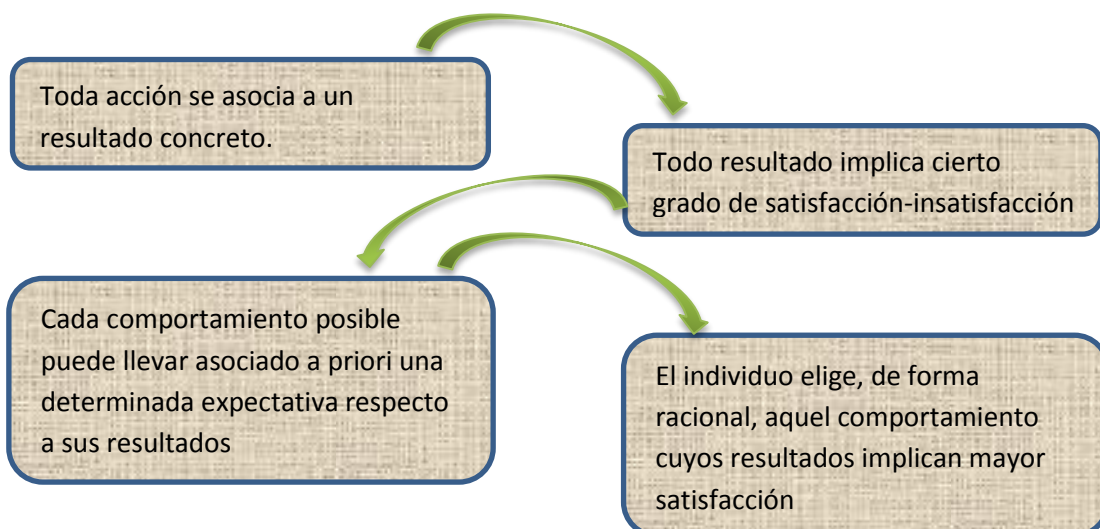 Toda acción se asocia a un
resultado concreto.
Todo resultado implica cierto
grado de satisfacción-insatisfacción
Cada comportamiento posible
puede llevar asociado a priori una
determinada expectativa respecto
a sus resultados
El individuo elige, de forma
racional, aquel comportamiento
cuyos resultados implican mayor
satisfacción